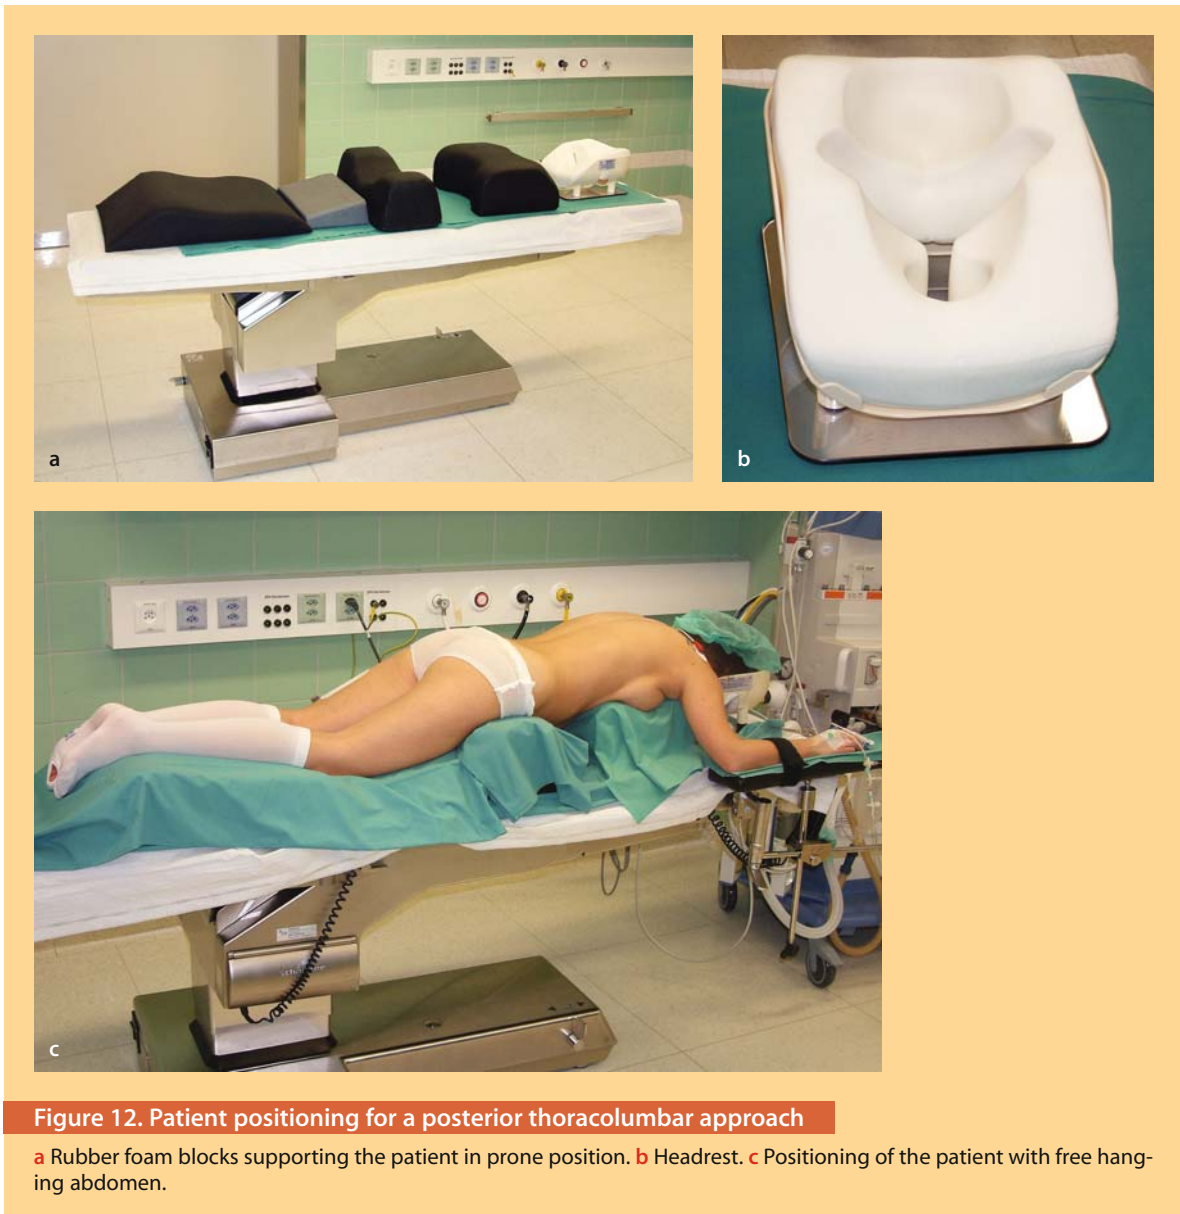 a
b
c
Figure 12. Patient positioning for a posterior thoracolumbar approach
a Rubber foam blocks supporting the patient in prone position. b Headrest. c Positioning of the patient with free hang-
ing abdomen.